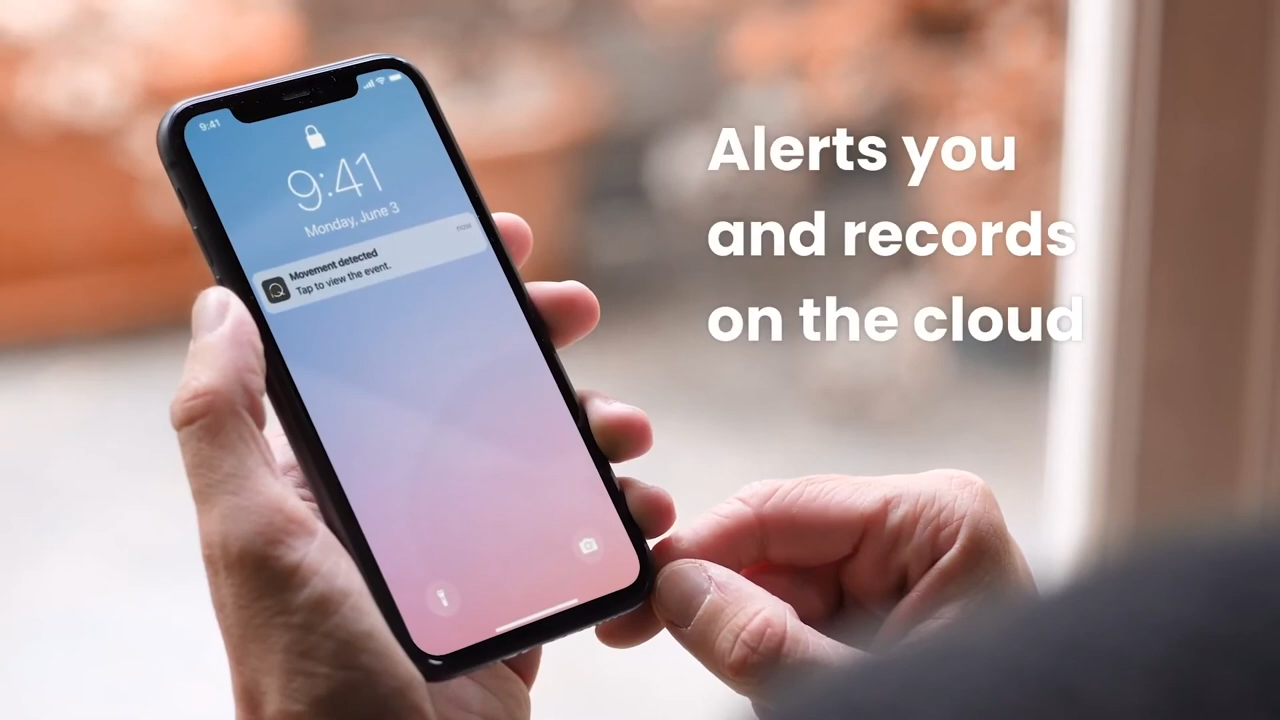 9:41
9:41
Monday, June 3
Movement detected
now
Tap to view the event.
Alerts you
and records
on the cloud